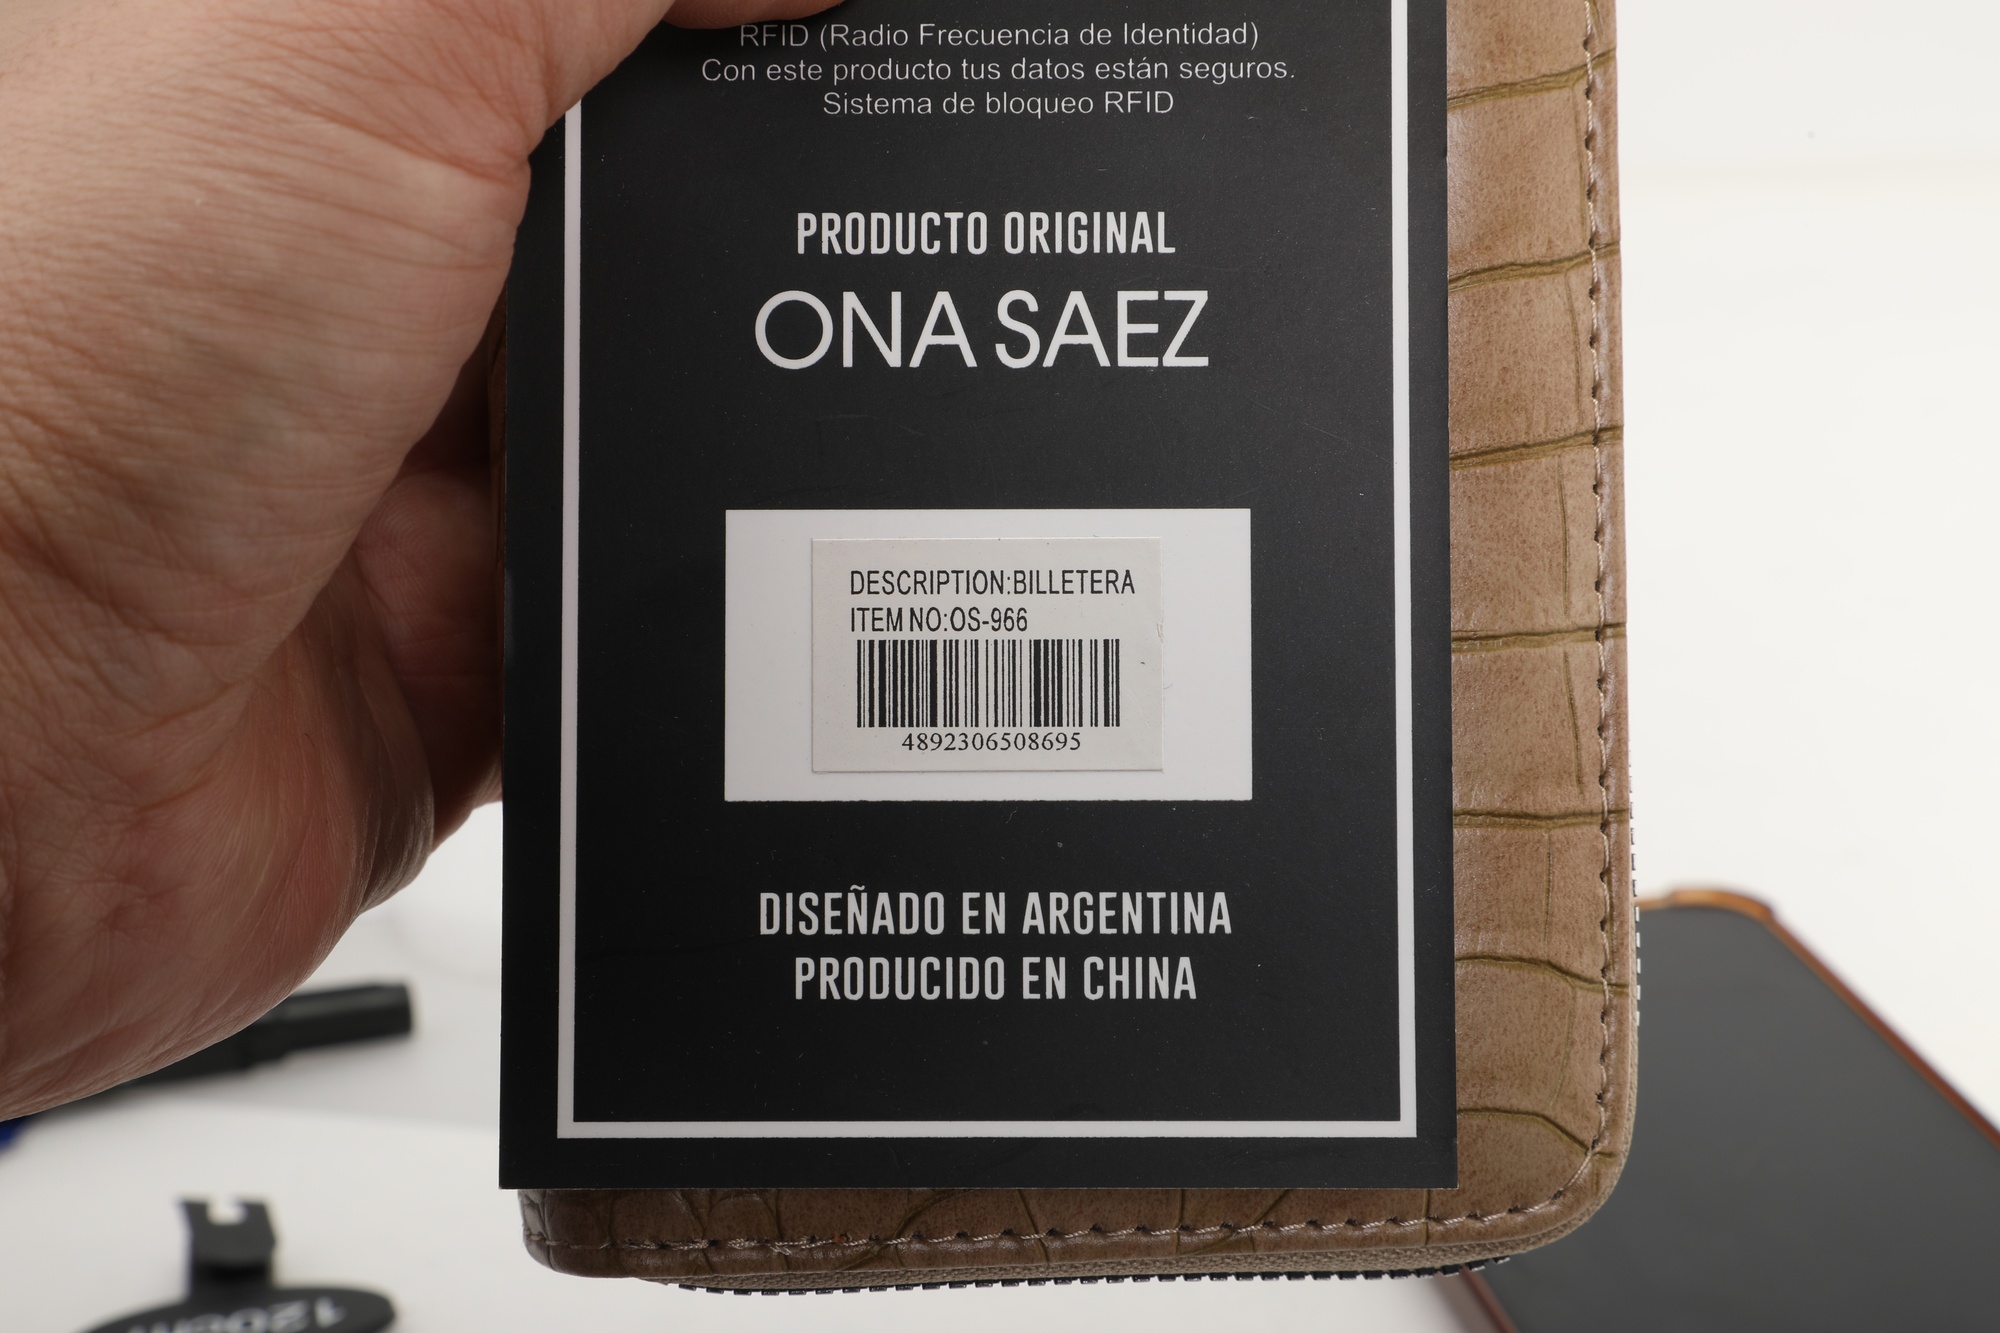 RFID (Radio Frecuencia de Identidad)
Con este producto tus datos están seguros.
Sistema de bloqueo RFID
PRODUCTO ORIGINAL
ONA SAEZ
DESCRIPTION:BILLETERA
ITEM NO:OS-966
4892306508695
DISEÑADO EN ARGENTINA
PRODUCIDO EN CHINA